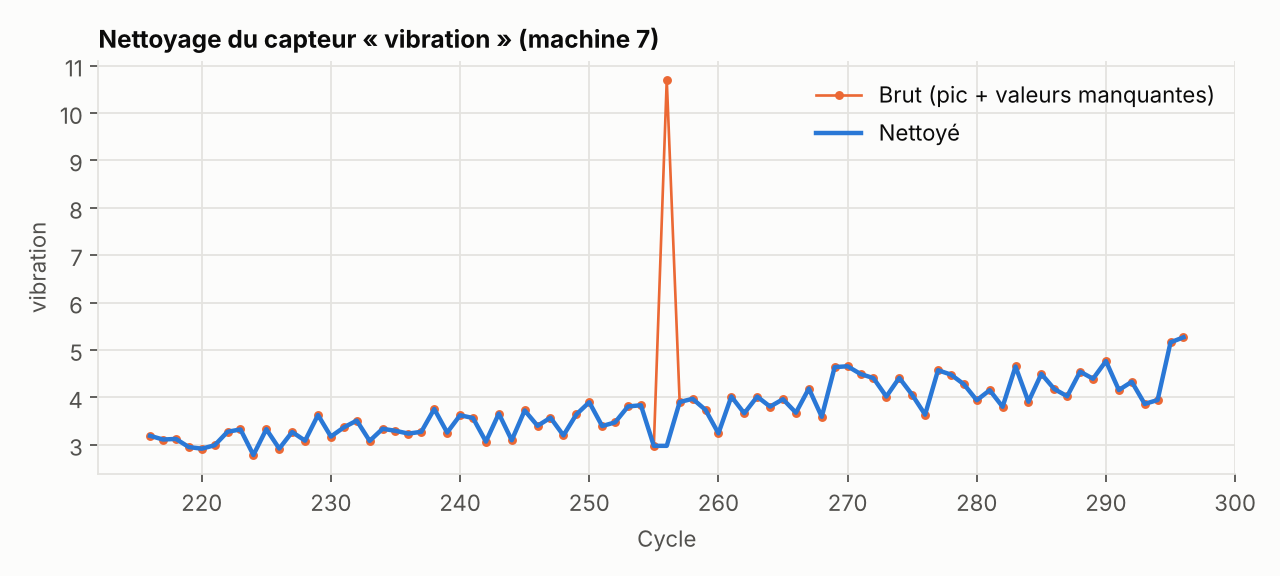 Nettoyage du capteur « vibration » (machine 7)
11
10
9
8
7
6
5
4
3
vibration
Brut (pic + valeurs manquantes)
Nettoyé
220 230 240 250 260 270 280 290 300
Cycle